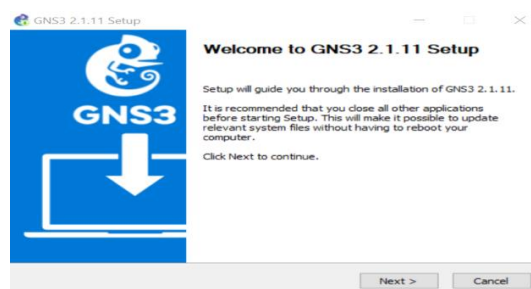 GNS3 2.1.11 Setup
GNS3
Welcome to GNS3 2.1.11 Setup
Setup will guide you through the installation of GNS3 2.1.11.
It is recommended that you close all other applications
before starting Setup. This will make it possible to update
relevant system files without having to reboot your
computer.
Click Next to continue.
Next >
Cancel